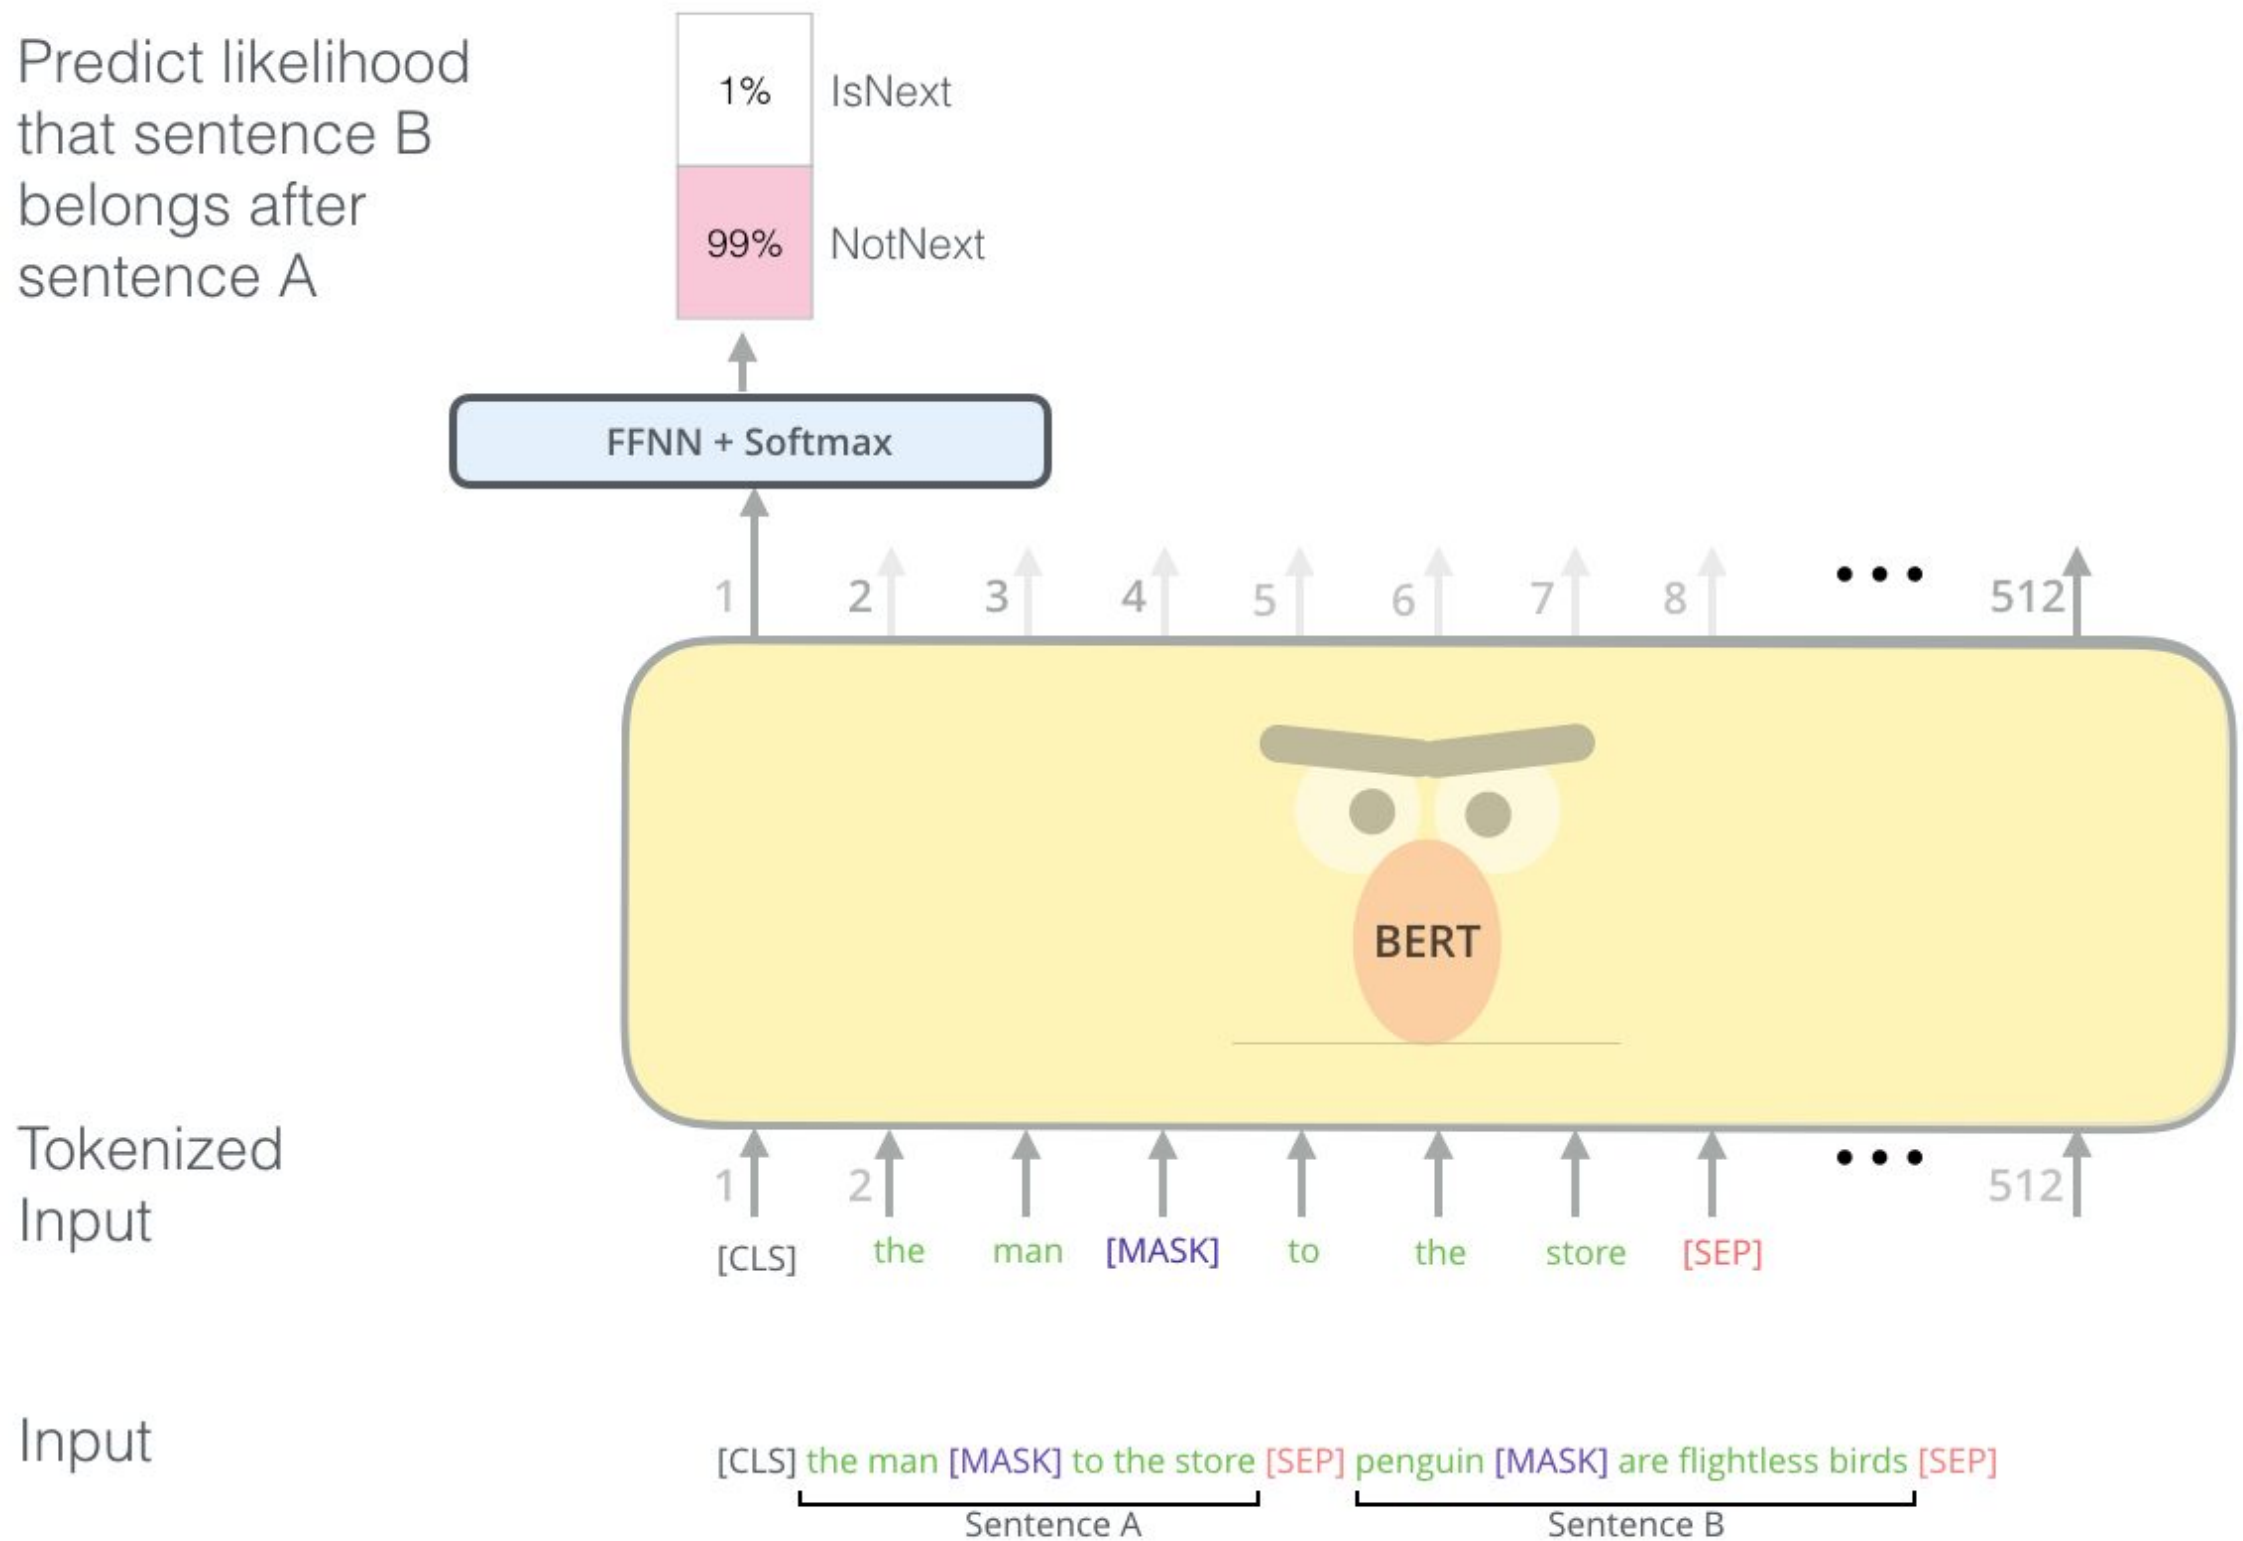 Predict likelihood
that sentence B
belongs after
sentence A
1% IsNext
99% NotNext
FFNN + Softmax
1 2 3 4 5 6 7 8 ••• 512
BERT
Tokenized
Input
1 2 ••• 512
[CLS] the man [MASK] to the store [SEP]
Input
[CLS] the man [MASK] to the store [SEP] penguin [MASK] are flightless birds [SEP]
Sentence A Sentence B